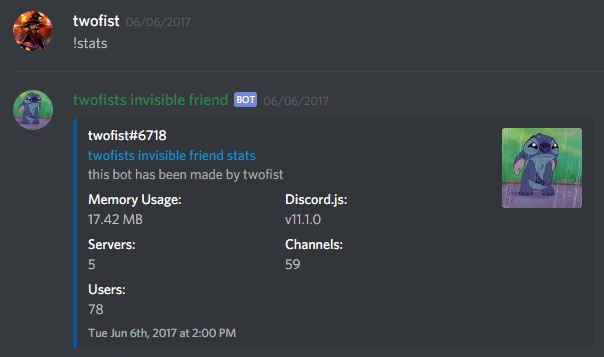 twofist 06/06/2017
!stats
twofists invisible friend BOT 06/06/2017
twofist#6718
twofists invisible friend stats
this bot has been made by twofist
Memory Usage: Discord.js:
17.42 MB v11.1.0
Servers: Channels:
5 59
Users:
78
Tue Jun 6th, 2017 at 2:00 PM